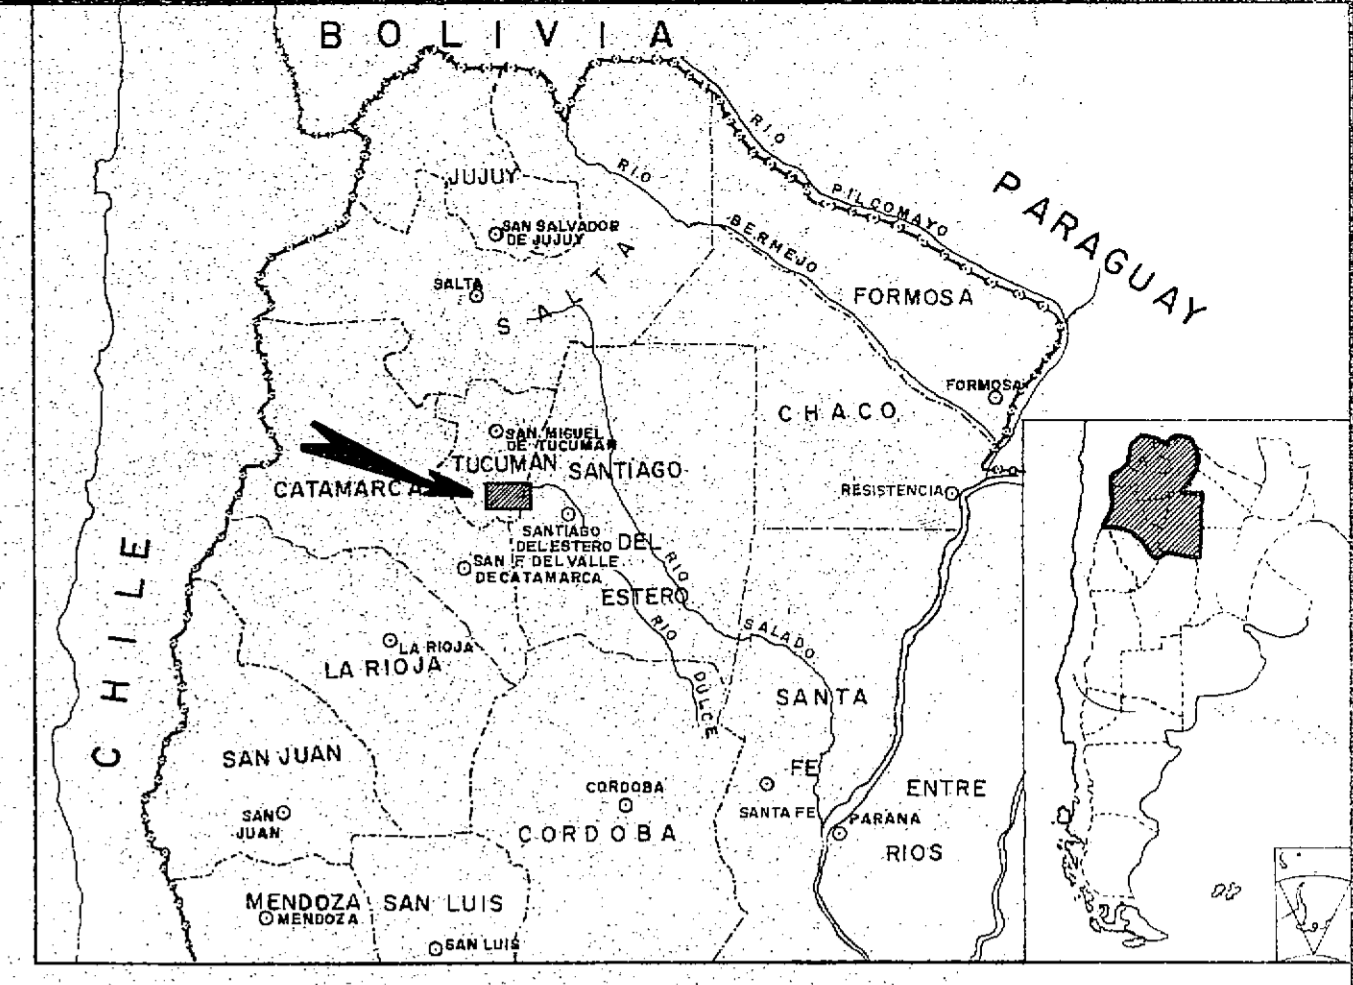 BOLIVIA
RIO
PILCOMAYO
PARAGUAY
RIO
BERMEJO
JUJUY
SAN SALVADOR
DE JUJUY
SALTA
SALTA
FORMOSA
FORMOSA
CHACO
SAN MIGUEL
DE TUCUMAN
TUCUMAN
SANTIAGO
CATAMARCA
RESISTENCIA
SANTIAGO
DEL ESTERO
DEL
SAN F. DEL VALLE
DE CATAMARCA
RIO
ESTERO
RIO
SALADO
DULCE
CHILE
LA RIOJA
LA RIOJA
SANTA
SAN JUAN
FE
CORDOBA
ENTRE
SANTA FE
SAN
JUAN
PARANA
CORDOBA
RIOS
MENDOZA
SAN LUIS
MENDOZA
SAN LUIS